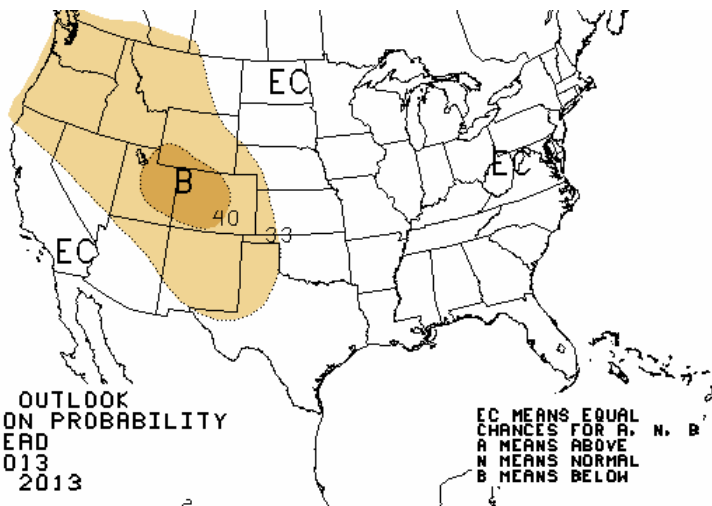 EC
B
EC
40
33
EC
OUTLOOK
ON PROBABILITY
EAD
013
2013
EC MEANS EQUAL
CHANCES FOR A, N, B
A MEANS ABOVE
N MEANS NORMAL
B MEANS BELOW